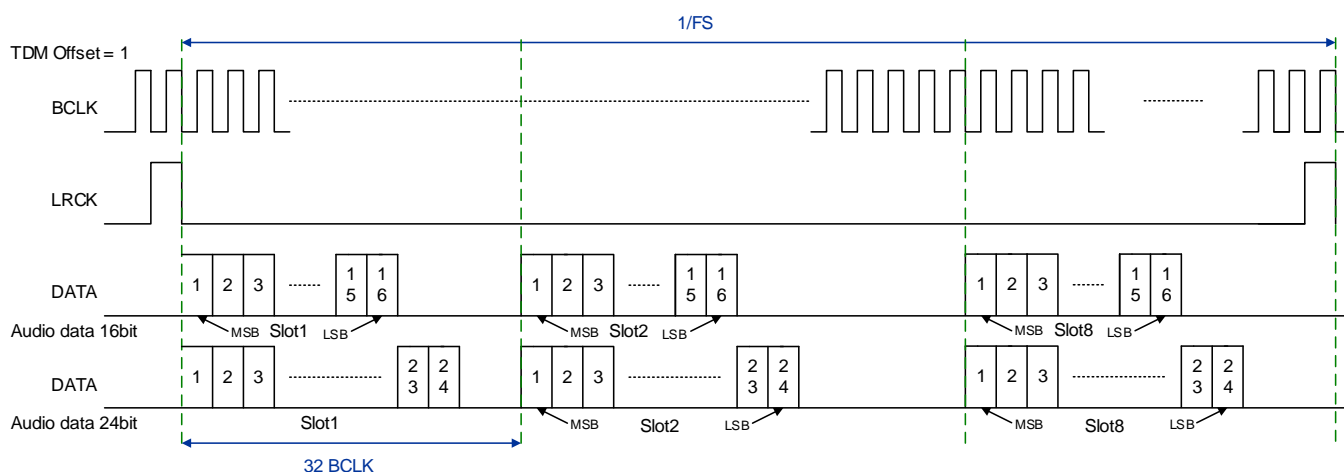 1/FS
TDM Offset = 1
BCLK
LRCK
1 2 3 15 16 1 2 3 15 16 1 2 3 15 16
DATA
MSB Slot1 LSB MSB Slot2 LSB MSB Slot8 LSB
Audio data 16bit
1 2 3 23 24 1 2 3 23 24 1 2 3 23 24
DATA
Audio data 24bit Slot1 MSB Slot2 LSB MSB Slot8 LSB
32 BCLK